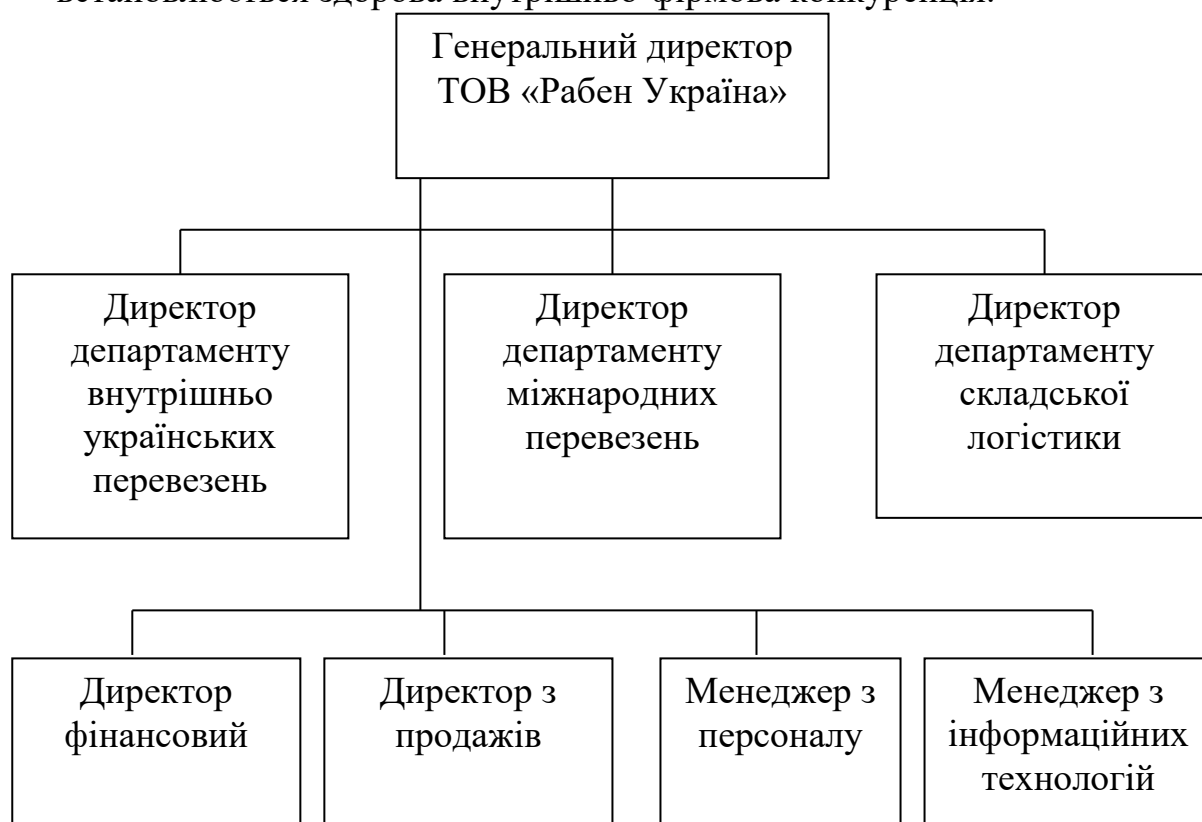 встановлюється здорова внутрішньо-фірмова конкуренція.
Генеральний директор
ТОВ «Рабен Україна»
Директор
департаменту
внутрішньо
українських
перевезень
Директор
департаменту
міжнародних
перевезень
Директор
департаменту
складської
логістики
Директор
фінансовий
Директор з
продажів
Менеджер з
персоналу
Менеджер з
інформаційних
технологій